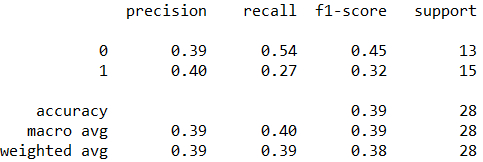 precision recall f1-score support
0 0.39 0.54 0.45 13
1 0.40 0.27 0.32 15
accuracy 0.39 28
macro avg 0.39 0.40 0.39 28
weighted avg 0.39 0.39 0.38 28